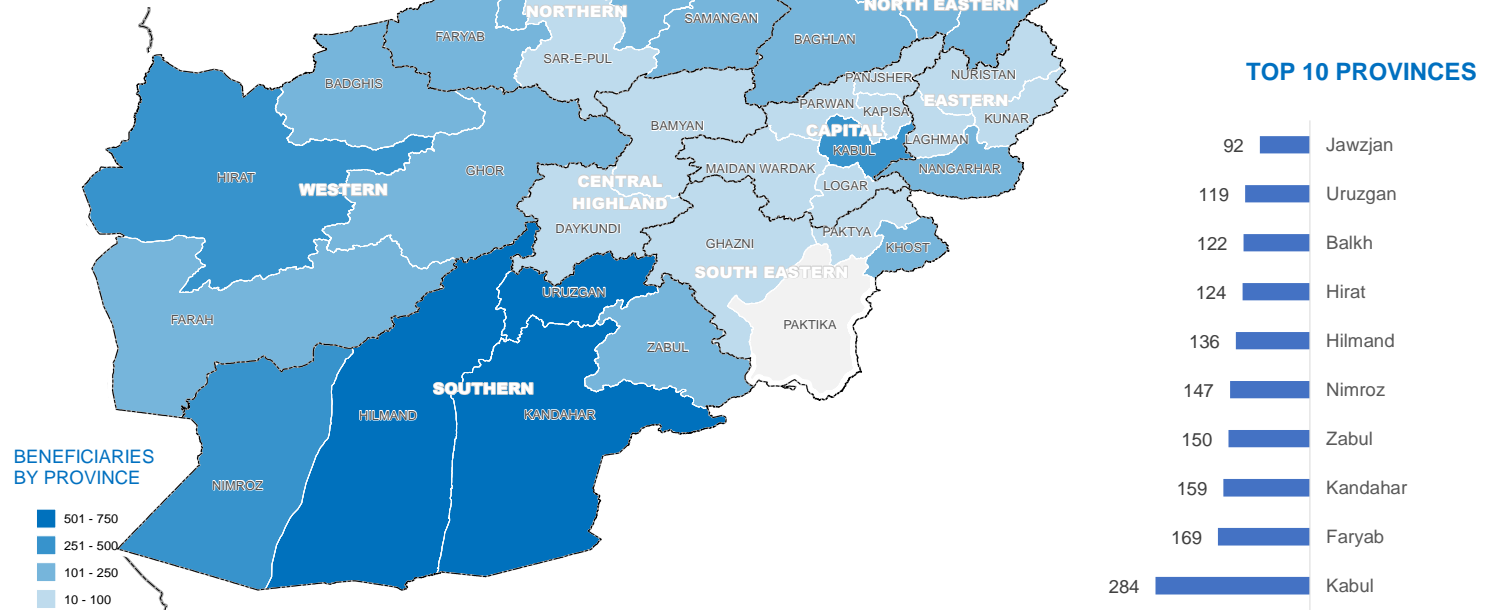 NORTHERN
NORTH EASTERN
SAMANGAN
FARYAB
BAGHLAN
SAR-E-PUL
BADGHIS
PANJSHER
NURISTAN
PARWAN
EASTERN
KAPISA
KUNAR
BAMYAN
CAPITAL
LAGHMAN
KABUL
HIRAT
GHOR
MAIDAN WARDAK
NANGARHAR
WESTERN
CENTRAL
HIGHLAND
LOGAR
DAYKUNDI
PAKTYA
GHAZNI
KHOST
SOUTH EASTERN
URUZGAN
FARAH
PAKTIKA
ZABUL
SOUTHERN
HILMAND
KANDAHAR
NIMROZ
BENEFICIARIES
BY PROVINCE
501 - 750
251 - 500
101 - 250
10 - 100
TOP 10 PROVINCES
92 Jawzjan
119 Uruzgan
122 Balkh
124 Hirat
136 Hilmand
147 Nimroz
150 Zabul
159 Kandahar
169 Faryab
284 Kabul